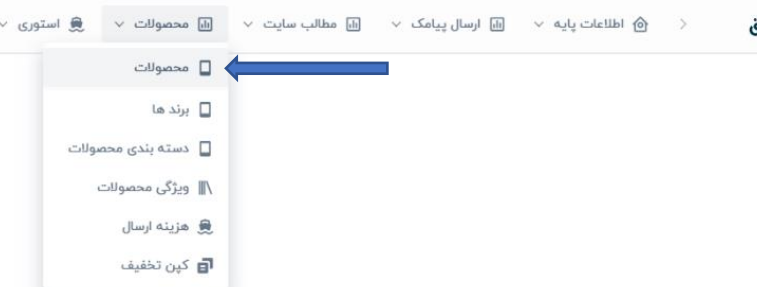 اطلاعات پایه ارسال پیامک مطالب سایت محصولات استوری
محصولات
برند ها
دسته بندی محصولات
ویژگی محصولات
هزینه ارسال
کپن تخفیف